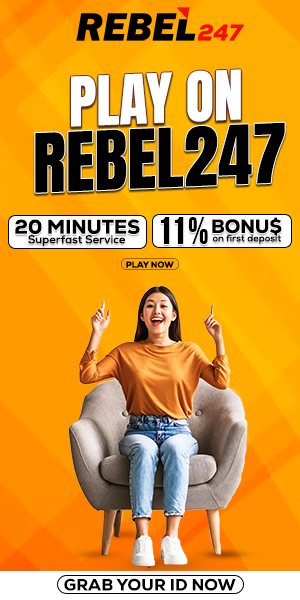 REBEL247
PLAY ON
REBEL247
20 MINUTES
Superfast Service
11% BONU$
on first deposit
PLAY NOW
GRAB YOUR ID NOW